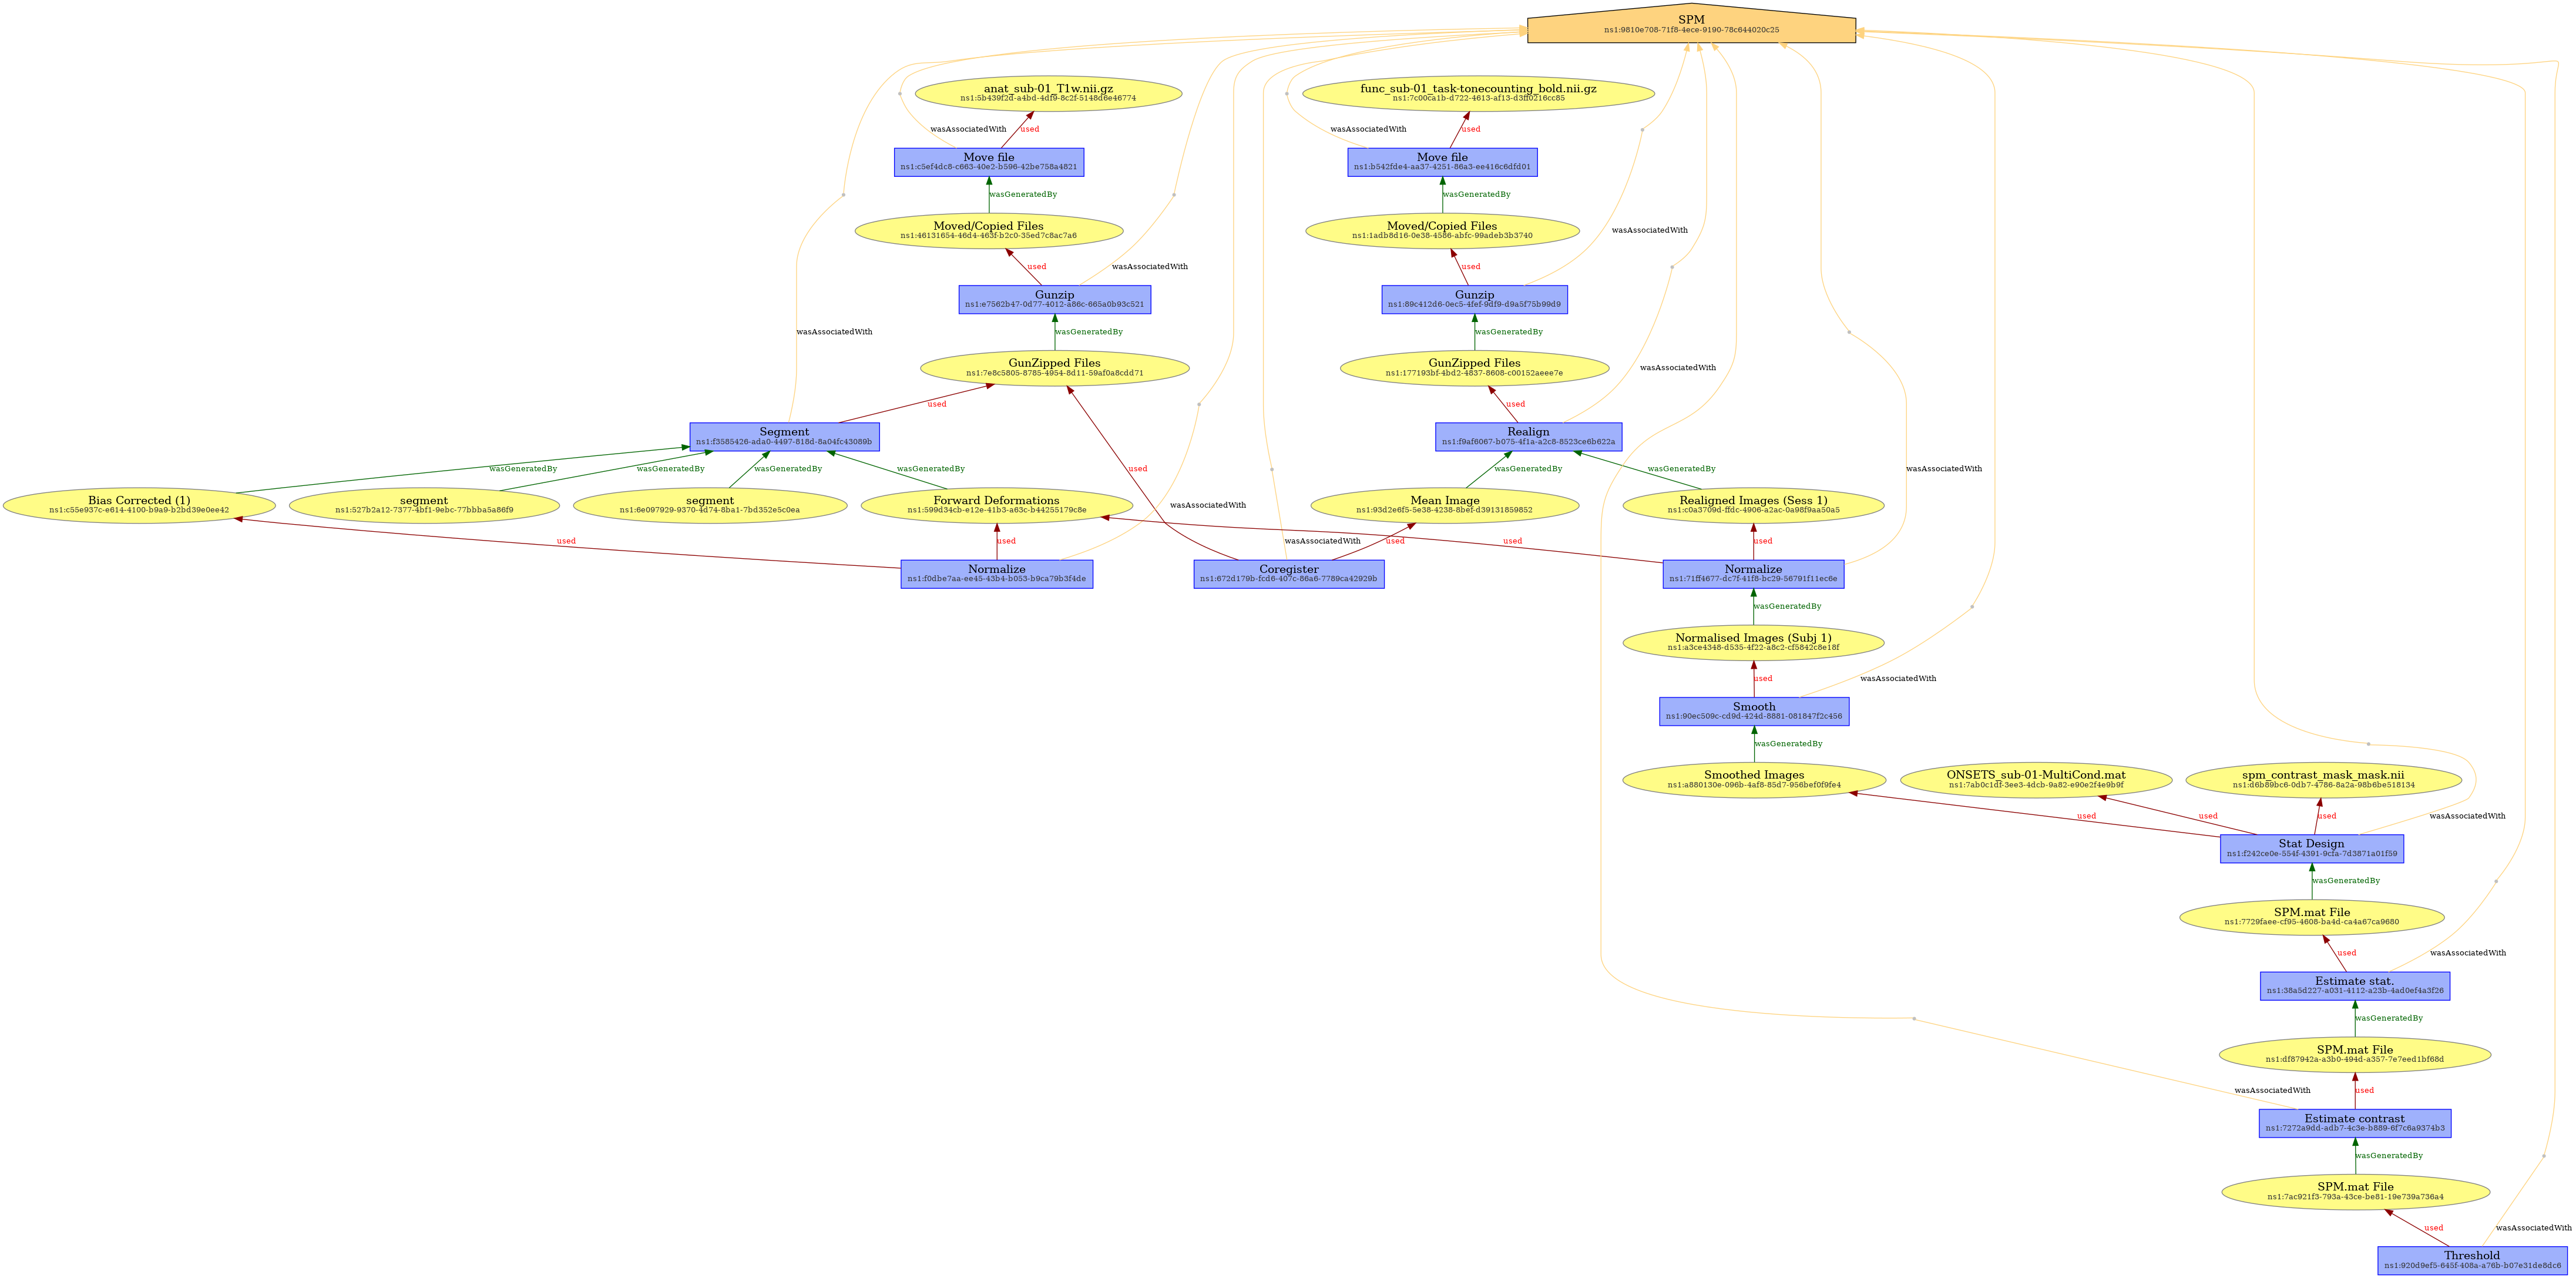 SPM
ns1:9810e708-71f8-4ece-9190-78c644020c25
anat_sub-01_T1w.nii.gz
ns1:5b439f2d-a4bd-4df9-8c2f-5148d6e46774
func_sub-01_task-tonecounting_bold.nii.gz
ns1:7c00ca1b-d722-4613-af13-d3ff0216cc85
wasAssociatedWith
used
wasAssociatedWith
used
Move file
ns1:c5ef4dc8-c663-40e2-b596-42be758a4821
Move file
ns1:b542fde4-aa37-4251-86a3-ee416c6dfd01
wasGeneratedBy
wasGeneratedBy
Moved/Copied Files
ns1:46131654-46d4-463f-b2c0-35ed7c8ac7a6
Moved/Copied Files
ns1:1adb8d16-0e38-4586-abfc-99adeb3b3740
wasAssociatedWith
used
wasAssociatedWith
used
Gunzip
ns1:e7562b47-0d77-4012-a86c-665a0b93c521
Gunzip
ns1:89c412d6-0ec5-4fef-9df9-d9a5f75b99d9
wasAssociatedWith
wasGeneratedBy
wasGeneratedBy
wasAssociatedWith
GunZipped Files
ns1:7e8c5805-8785-4954-8d11-59af0a8cdd71
GunZipped Files
ns1:177193bf-4bd2-4837-8608-c00152aeee7e
used
used
Segment
ns1:f3585426-ada0-4497-818d-8a04fc43089b
Realign
ns1:f9af6067-b075-4f1a-a2c8-8523ce6b622a
wasGeneratedBy
wasGeneratedBy
wasGeneratedBy
wasGeneratedBy
used
wasGeneratedBy
wasGeneratedBy
wasAssociatedWith
Bias Corrected (1)
ns1:c55e937c-e614-4100-b9a9-b2bd39e0ee42
segment
ns1:527b2a12-7377-4bf1-9ebc-77bbba5a86f9
segment
ns1:6e097929-9370-4d74-8ba1-7bd352e5c0ea
Forward Deformations
ns1:599d34cb-e12e-41b3-a63c-b44255179c8e
wasAssociatedWith
Mean Image
ns1:93d2e6f5-5e38-4238-8bef-d39131859852
Realigned Images (Sess 1)
ns1:c0a3709d-ffdc-4906-a2ac-0a98f9aa50a5
used
used
wasAssociatedWith
used
used
used
Normalize
ns1:f0dbe7aa-ee45-43b4-b053-b9ca79b3f4de
Coregister
ns1:672d179b-fcd6-407c-86a6-7789ca42929b
Normalize
ns1:71ff4677-dc7f-41f8-bc29-56791f11ec6e
wasGeneratedBy
Normalised Images (Subj 1)
ns1:a3ce4348-d535-4f22-a8c2-cf5842c8e18f
used
wasAssociatedWith
Smooth
ns1:90ec509c-cd9d-424d-8881-081847f2c456
wasGeneratedBy
Smoothed Images
ns1:a880130e-096b-4af8-85d7-956bef0f9fe4
ONSETS_sub-01-MultiCond.mat
ns1:7ab0c1df-3ee3-4dcb-9a82-e90e2f4e9b9f
spm_contrast_mask_mask.nii
ns1:d6b89bc6-0db7-4786-8a2a-98b6be518134
used
used
used
wasAssociatedWith
Stat Design
ns1:f242ce0e-554f-4391-9cfa-7d3871a01f59
wasGeneratedBy
SPM.mat File
ns1:7729faee-cf95-4608-ba4d-ca4a67ca9680
used
wasAssociatedWith
Estimate stat.
ns1:38a5d227-a031-4112-a23b-4ad0ef4a3f26
wasGeneratedBy
SPM.mat File
ns1:df87942a-a3b0-494d-a357-7e7eed1bf68d
wasAssociatedWith
used
Estimate contrast
ns1:7272a9dd-adb7-4c3e-b889-6f7c6a9374b3
wasGeneratedBy
SPM.mat File
ns1:7ac921f3-793a-43ce-be81-19e739a736a4
used
wasAssociatedWith
Threshold
ns1:920d9ef5-645f-408a-a76b-b07e31de8dc6